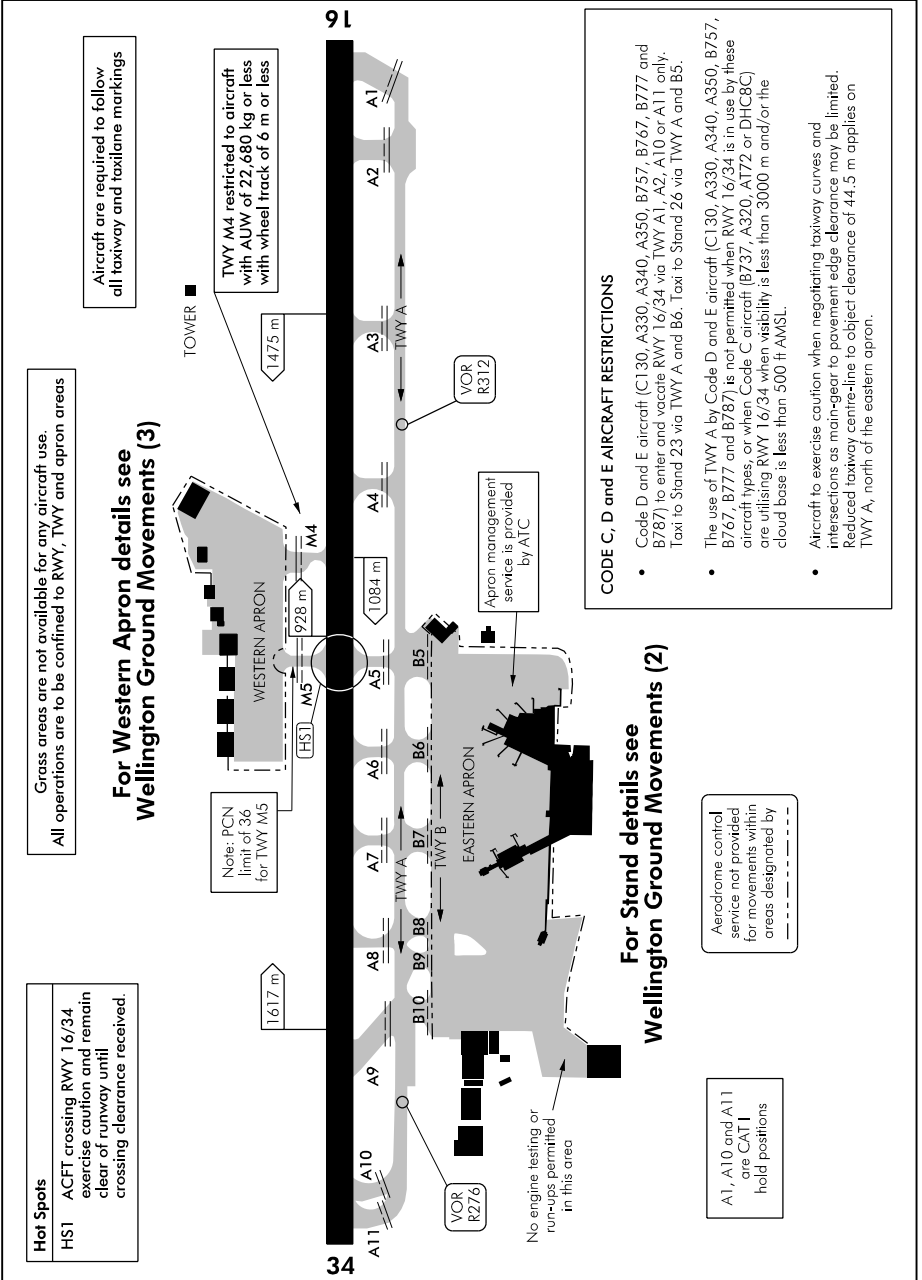 Hot Spots
HS1 ACFT crossing RWY 16/34
exercise caution and remain
clear of runway until
crossing clearance received.
Grass areas are not available for any aircraft use.
All operations are to be confined to RWY, TWY and apron areas
Aircraft are required to follow
all taxiway and taxilane markings
For Western Apron details see
Wellington Ground Movements (3)
TOWER
TWY M4 restricted to aircraft
with AUW of 22,680 kg or less
with wheel track of 6 m or less
Note: PCN
limit of 36
for TWY M5
WESTERN APRON
M5
M4
HS1
928 m
1617 m
1475 m
1084 m
34
16
A11
A10
A9
A8
A7
A6
A5
A4
A3
A2
A1
TWY A
TWY A
VOR
R276
VOR
R312
B10
B9
B8
B7
B6
B5
TWY B
EASTERN APRON
Apron management
service is provided
by ATC
No engine testing or
run-ups permitted
in this area
For Stand details see
Wellington Ground Movements (2)
A1, A10 and A11
are CAT I
hold positions
Aerodrome control
service not provided
for movements within
areas designated by
CODE C, D and E AIRCRAFT RESTRICTIONS
• Code D and E aircraft (C130, A330, A340, A350, B757, B767, B777 and
B787) to enter and vacate RWY 16/34 via TWY A1, A2, A10 or A11 only.
Taxi to Stand 23 via TWY A and B6. Taxi to Stand 26 via TWY A and B5.
• The use of TWY A by Code D and E aircraft (C130, A330, A340, A350, B757,
B767, B777 and B787) is not permitted when RWY 16/34 is in use by these
aircraft types, or when Code C aircraft (B737, A320, AT72 or DHC8C)
are utilising RWY 16/34 when visibility is less than 3000 m and/or the
cloud base is less than 500 ft AMSL.
• Aircraft to exercise caution when negotiating taxiway curves and
intersections as main-gear to pavement edge clearance may be limited.
Reduced taxiway centre-line to object clearance of 44.5 m applies on
TWY A, north of the eastern apron.